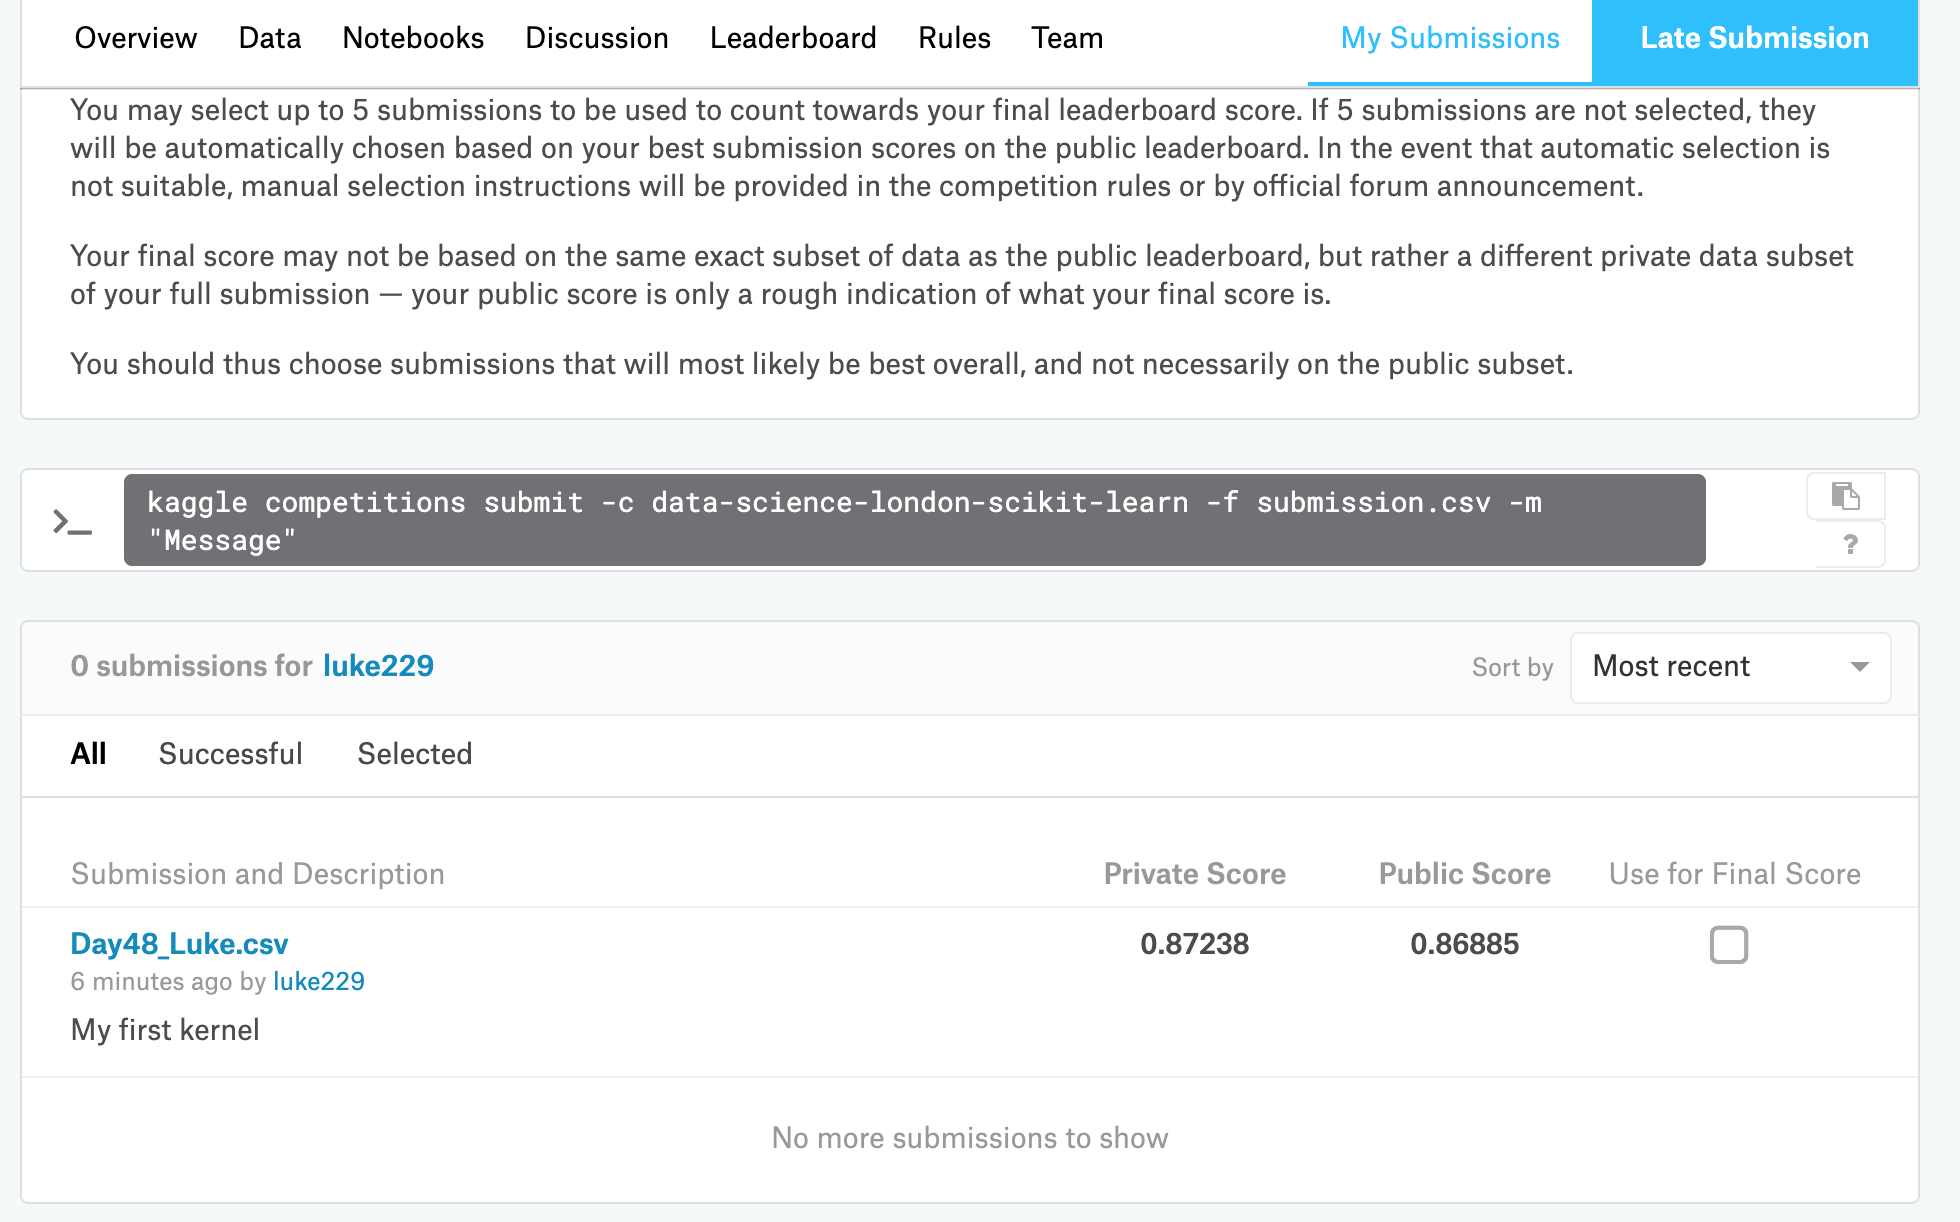 Overview Data Notebooks Discussion Leaderboard Rules Team My Submissions Late Submission
You may select up to 5 submissions to be used to count towards your final leaderboard score. If 5 submissions are not selected, they
will be automatically chosen based on your best submission scores on the public leaderboard. In the event that automatic selection is
not suitable, manual selection instructions will be provided in the competition rules or by official forum announcement.
Your final score may not be based on the same exact subset of data as the public leaderboard, but rather a different private data subset
of your full submission — your public score is only a rough indication of what your final score is.
You should thus choose submissions that will most likely be best overall, and not necessarily on the public subset.
>_ kaggle competitions submit -c data-science-london-scikit-learn -f submission.csv -m
"Message"
?
0 submissions for luke229 Sort by Most recent
All Successful Selected
Submission and Description Private Score Public Score Use for Final Score
Day48_Luke.csv 0.87238 0.86885
6 minutes ago by luke229
My first kernel
No more submissions to show